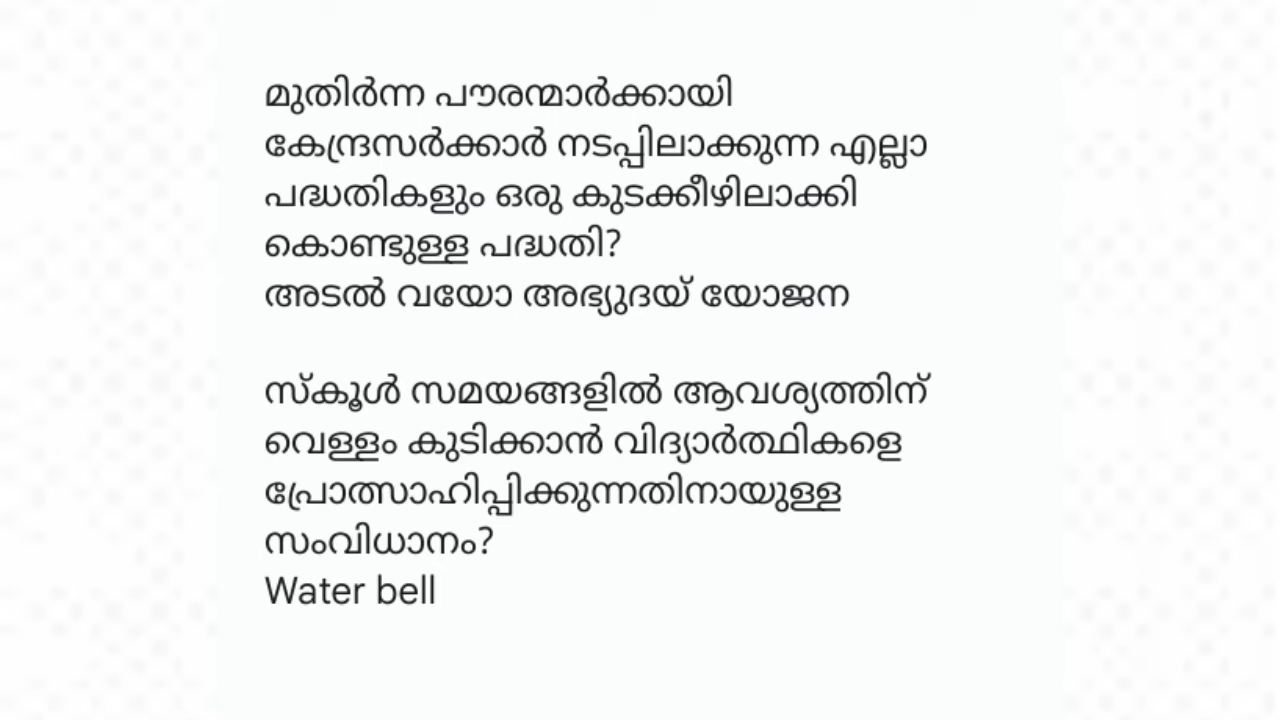 മുതിർന്ന പൗരന്മാർക്കായി
കേന്ദ്രസർക്കാർ നടപ്പിലാക്കുന്ന എല്ലാ
പദ്ധതികളും ഒരു കുടക്കീഴിലാക്കി
കൊണ്ടുള്ള പദ്ധതി?
അടൽ വയോ അഭ്യുദയ് യോജന
സ്കൂൾ സമയങ്ങളിൽ ആവശ്യത്തിന്
വെള്ളം കുടിക്കാൻ വിദ്യാർത്ഥികളെ
പ്രോത്സാഹിപ്പിക്കുന്നതിനായുള്ള
സംവിധാനം?
Water bell